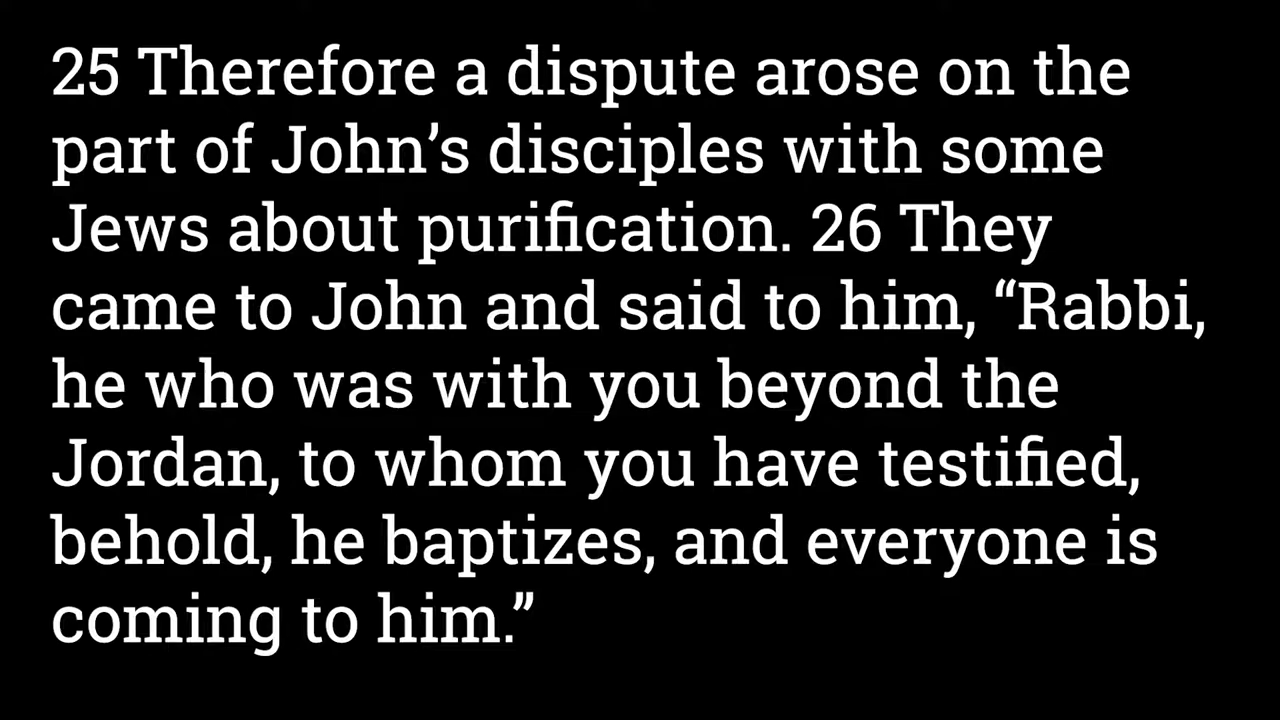 25 Therefore a dispute arose on the
part of John’s disciples with some
Jews about purification. 26 They
came to John and said to him, “Rabbi,
he who was with you beyond the
Jordan, to whom you have testified,
behold, he baptizes, and everyone is
coming to him.”